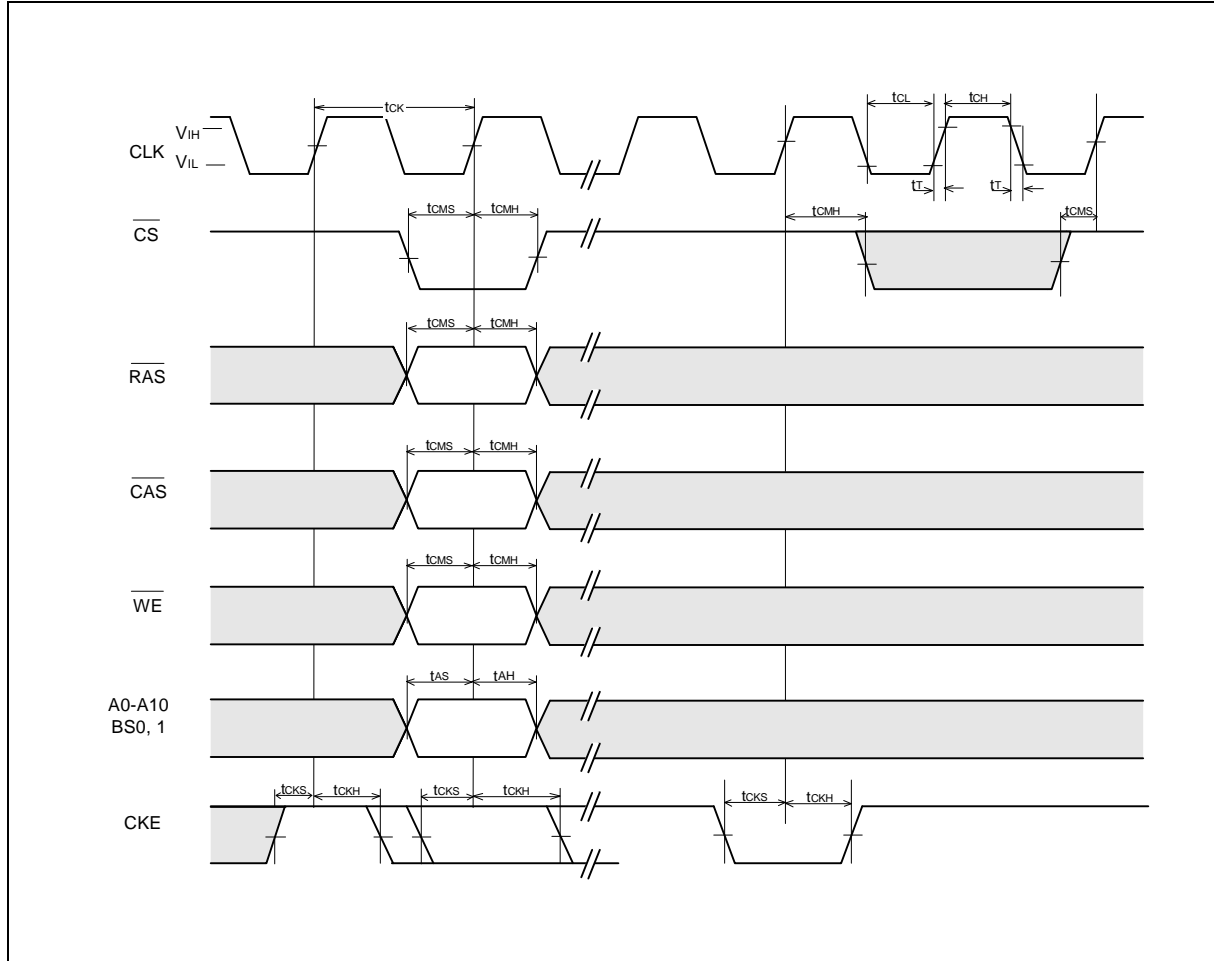 tCK
tCL
tCH
VIH
CLK
VIL
tT
tT
tCMS
tCMH
tCMH
tCMS
CS
tCMS
tCMH
RAS
tCMS
tCMH
CAS
tCMS
tCMH
WE
tAS
tAH
A0-A10
BS0, 1
tCKS
tCKH
tCKS
tCKH
tCKS
tCKH
CKE